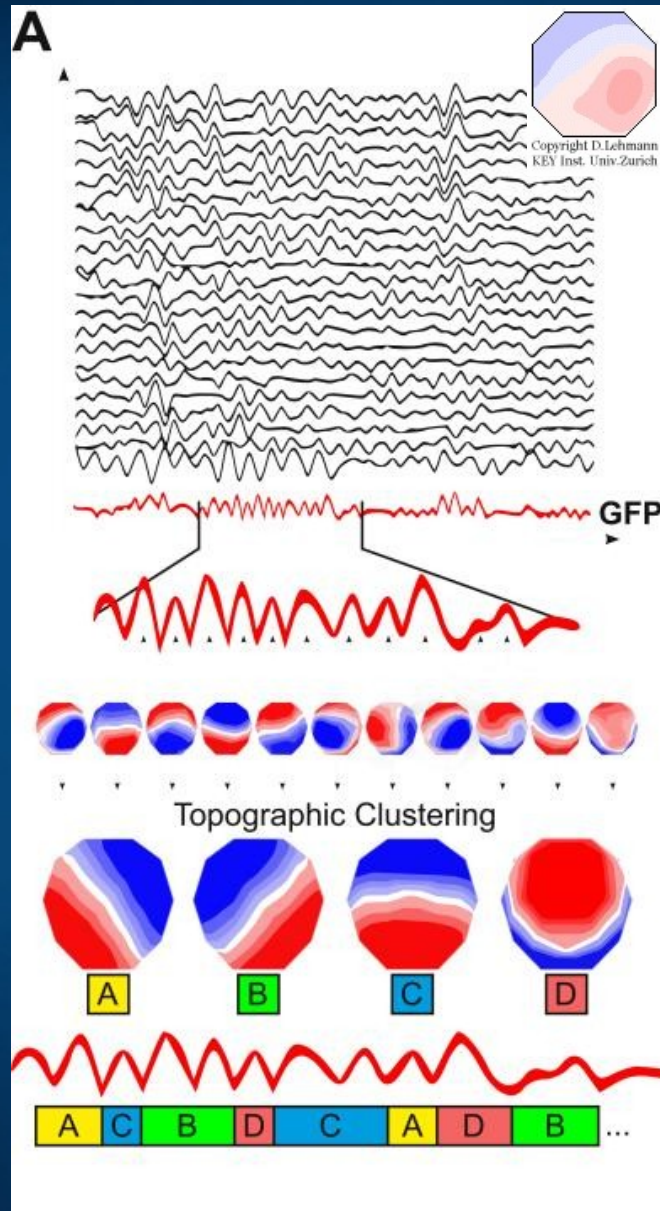 A
Copyright D.Lehmann
KEY Inst. Univ.Zurich
GFP
Topographic Clustering
A B C D
A C B D C A D B ...